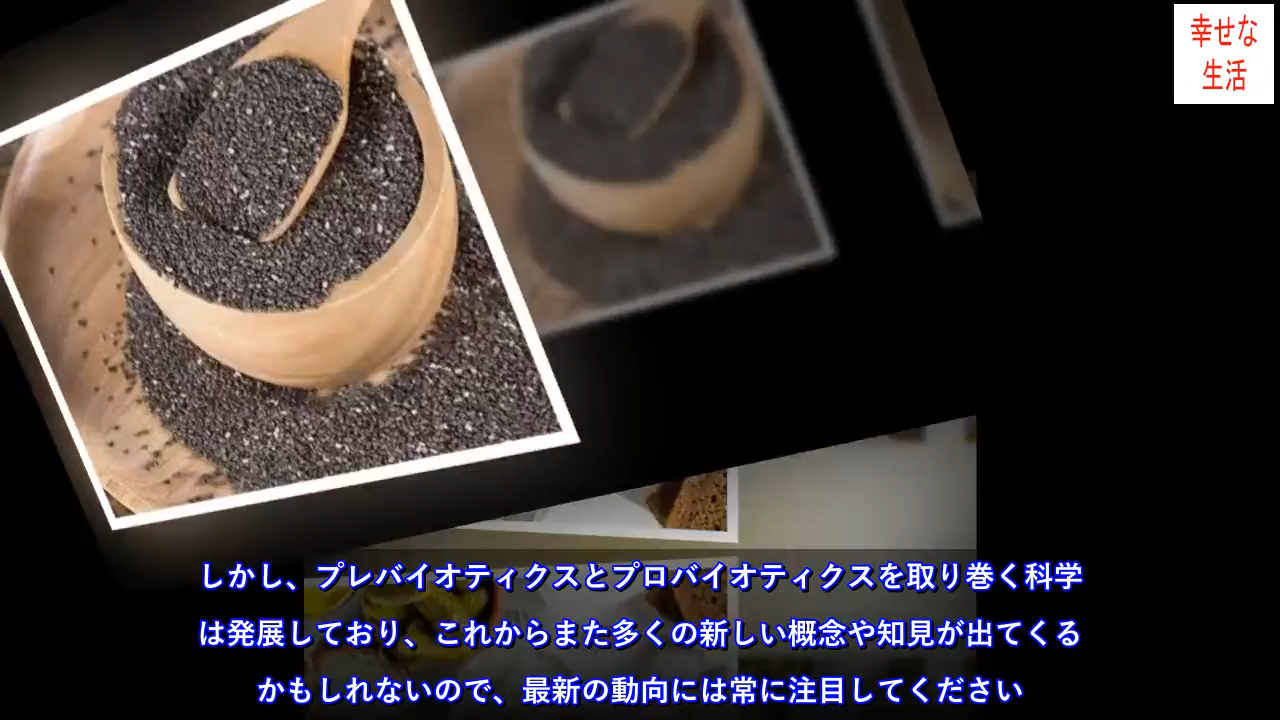 幸せな
生活
しかし、プレバイオティクスとプロバイオティクスを取り巻く科学
は発展しており、これからまた多くの新しい概念や知見が出てくる
かもしれないので、最新の動向には常に注目してください